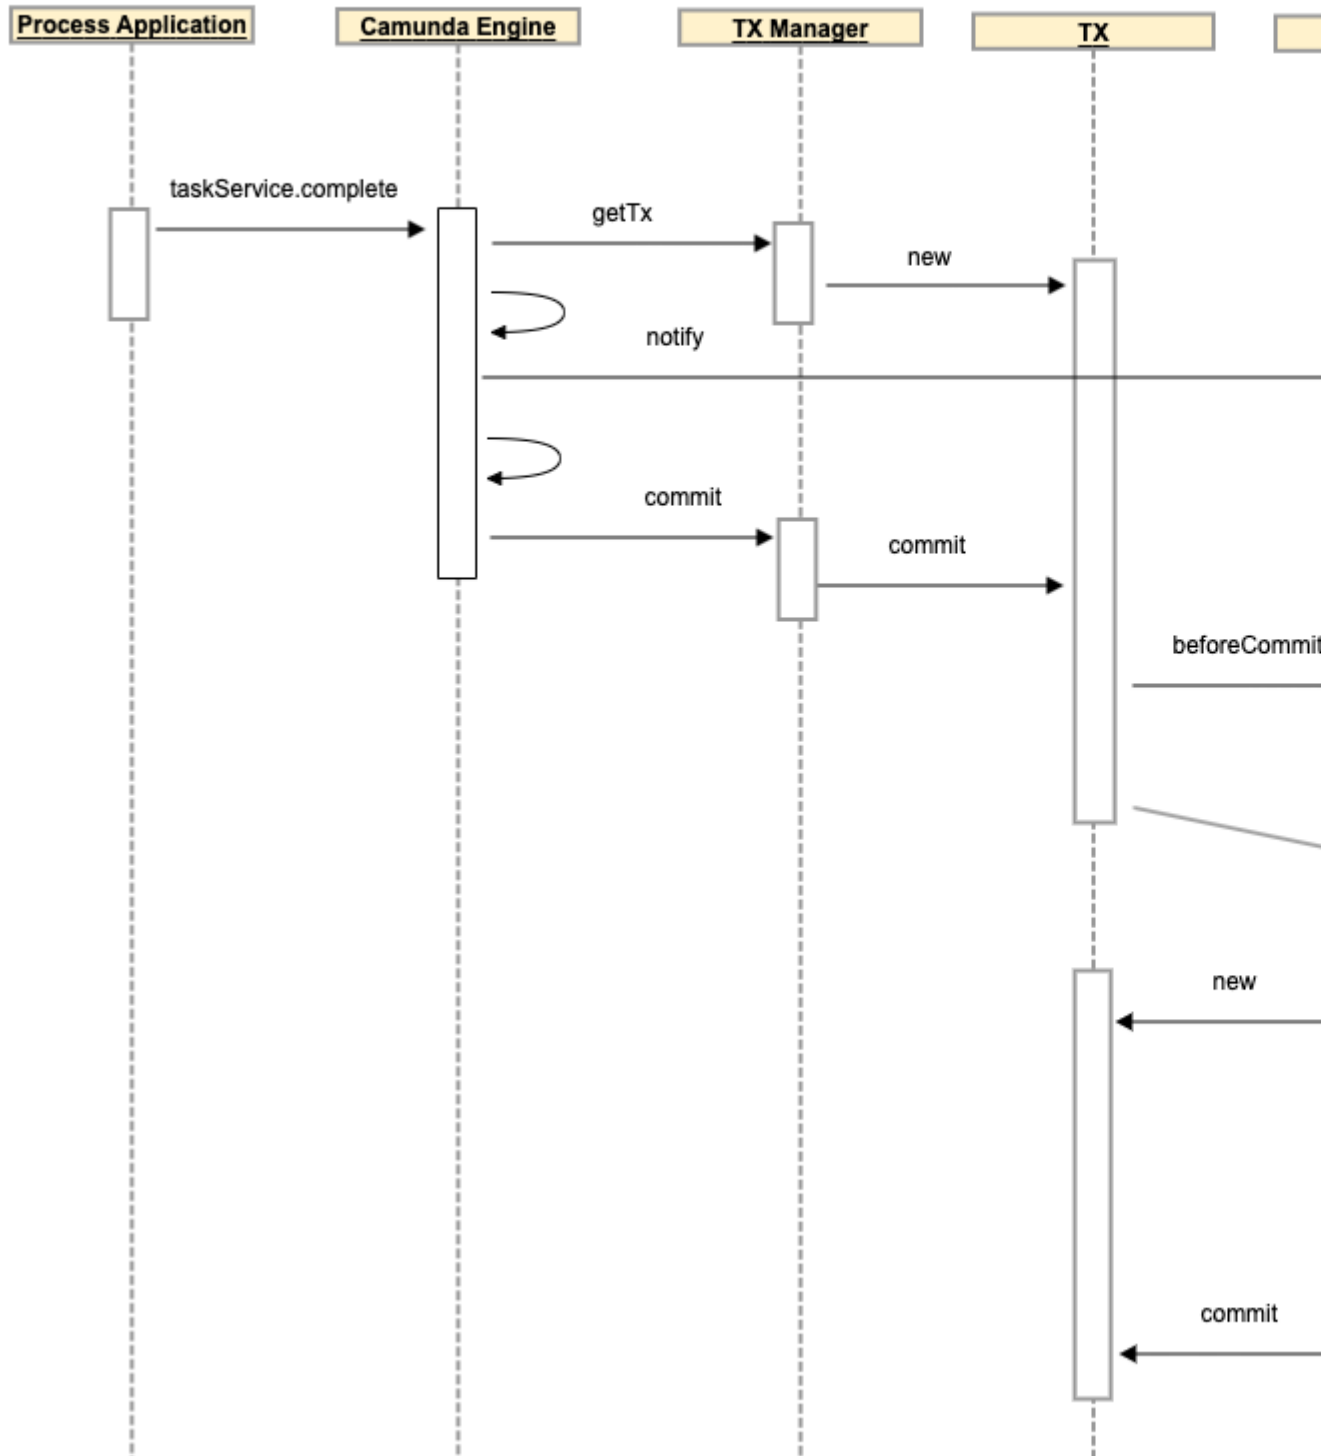 Process Application
Camunda Engine
TX Manager
TX
taskService.complete
getTx
new
notify
commit
commit
beforeCommit
new
commit